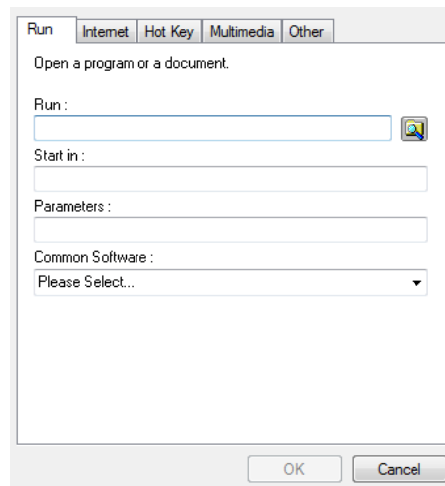 Run Internet Hot Key Multimedia Other
Open a program or a document.
Run :
Start in :
Parameters :
Common Software :
Please Select...
OK Cancel